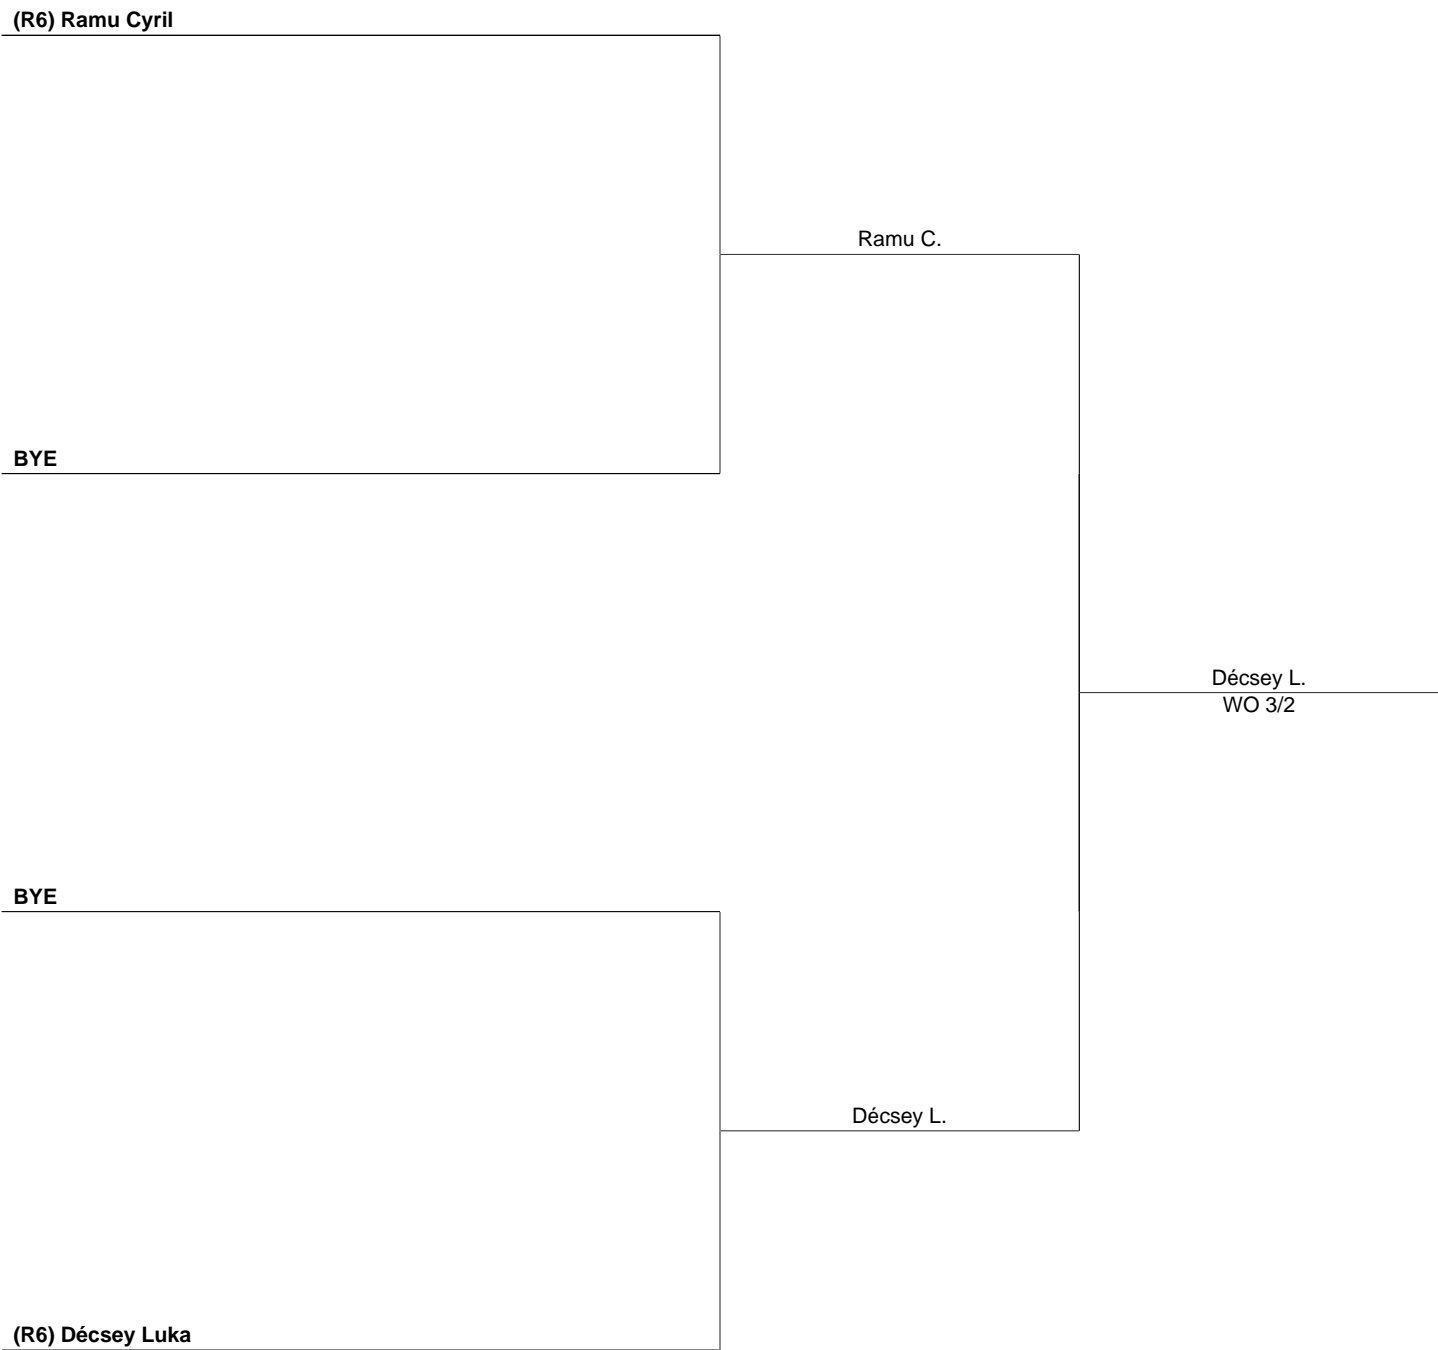 (R6) Ramu Cyril
Ramu C.
BYE
Décsey L.
WO 3/2
BYE
Décsey L.
(R6) Décsey Luka